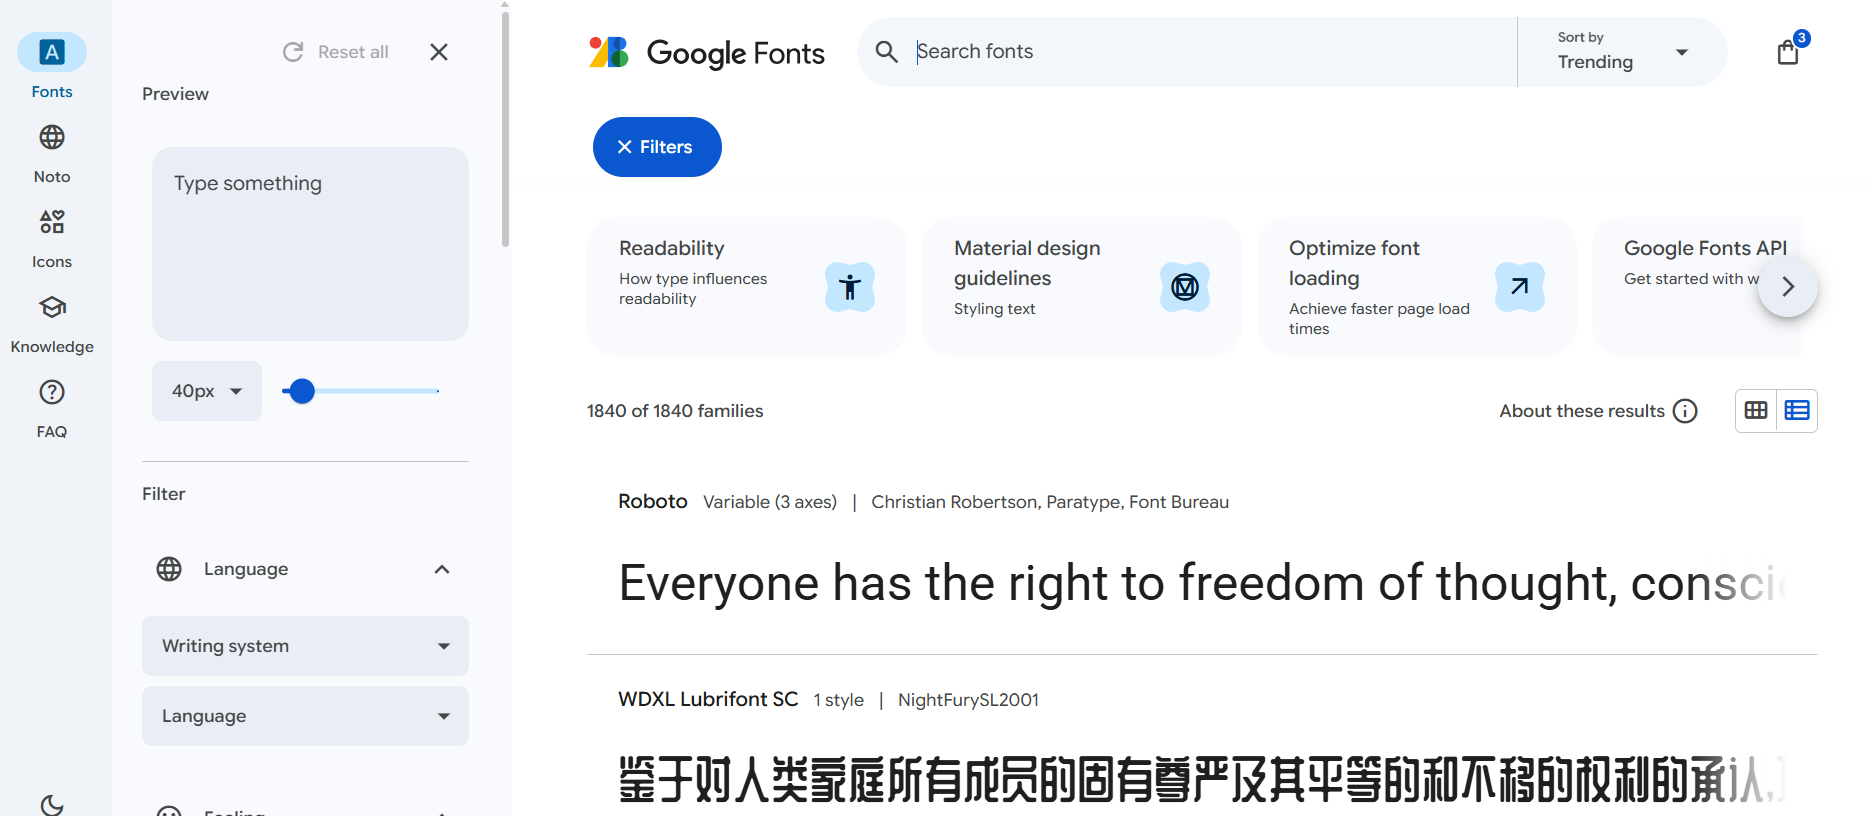 A
Fonts
Noto
Icons
Knowledge
FAQ
Reset all
Preview
Type something
40px
Filter
Language
Writing system
Language
Google Fonts
Search fonts
Sort by
Trending
3
Filters
Readability
How type influences
readability
Material design
guidelines
Styling text
Optimize font
loading
Achieve faster page load
times
Google Fonts API
Get started with
1840 of 1840 families
About these results
Roboto Variable (3 axes) | Christian Robertson, Paratype, Font Bureau
Everyone has the right to freedom of thought, consci
WDXL Lubrifont SC 1 style | NightFurySL2001
鉴于对人类家庭所有成员的固有尊严及其平等的和不移的权利的承认,